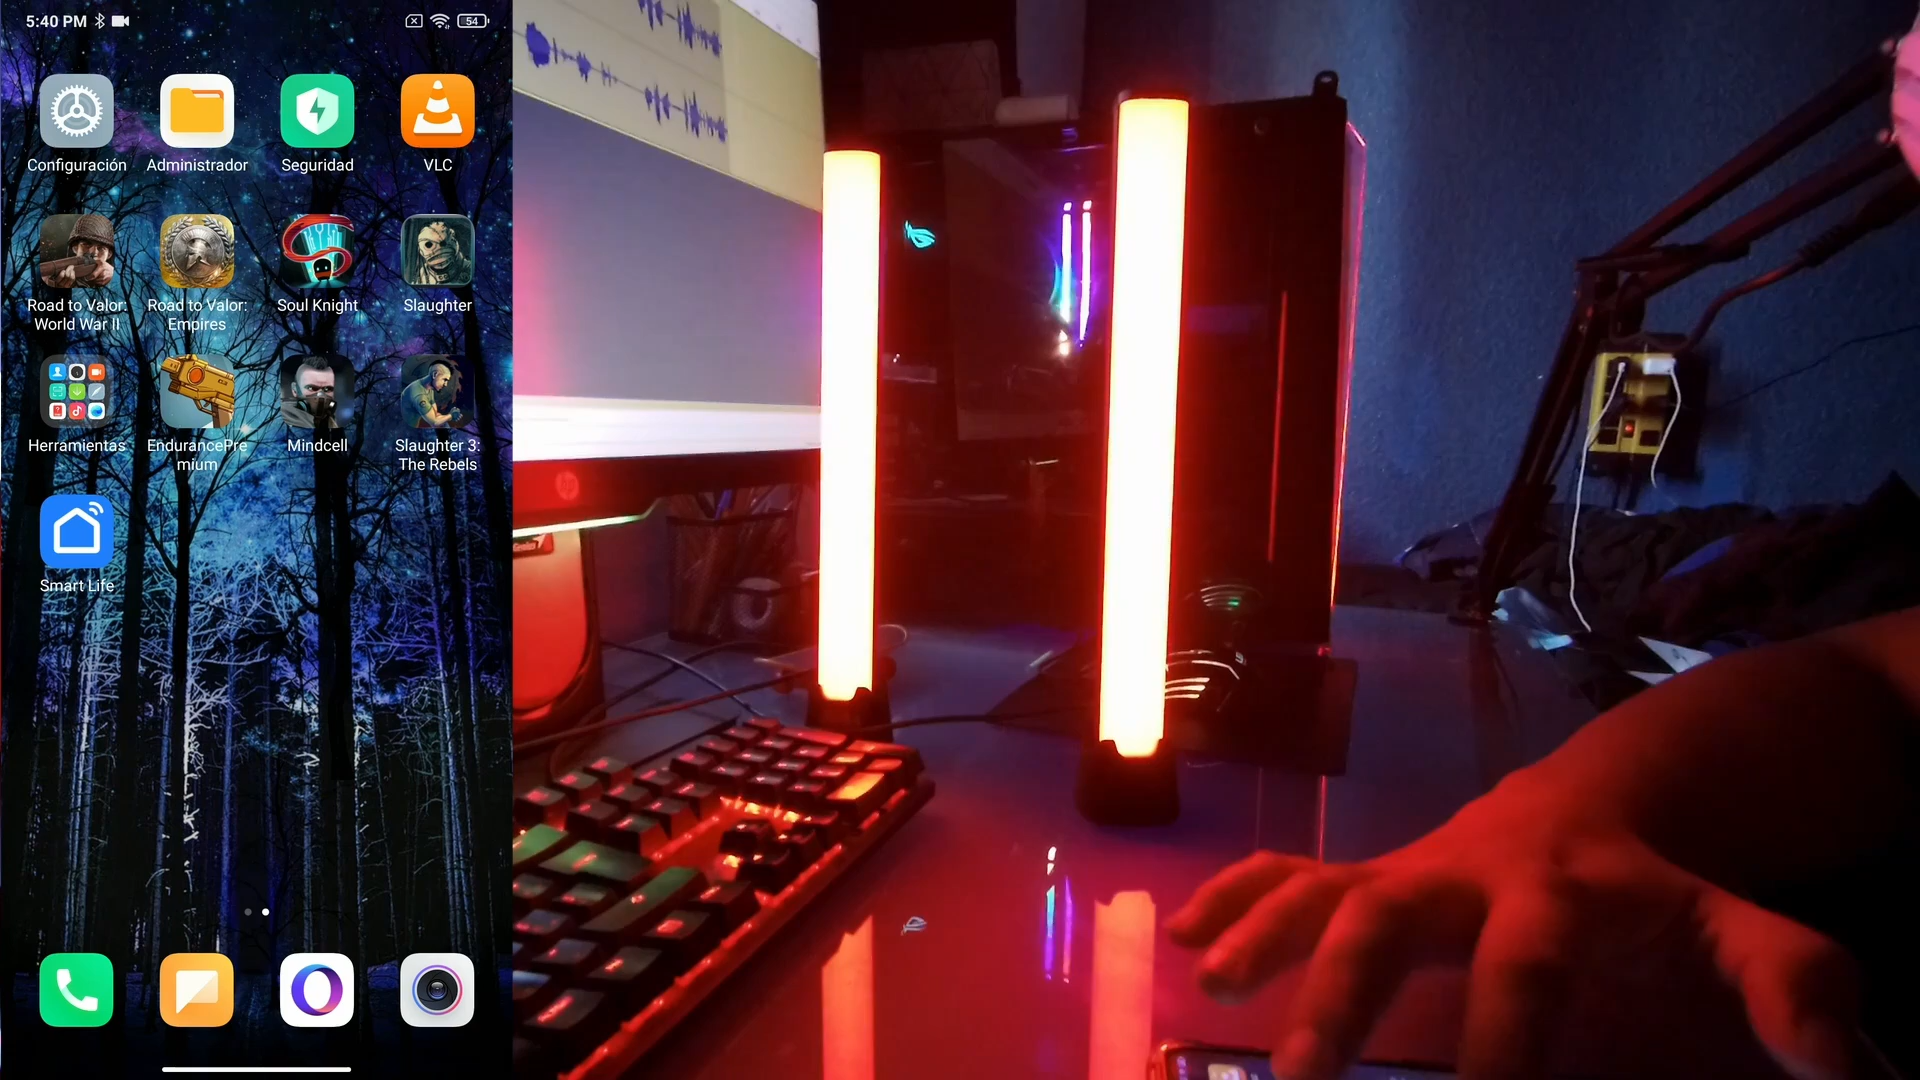 5:40 PM
54
Configuración
Administrador
Seguridad
VLC
Road to Valor:
World War II
Road to Valor:
Empires
Soul Knight
Slaughter
Herramientas
EndurancePre
mium
Mindcell
Slaughter 3:
The Rebels
Smart Life
hp